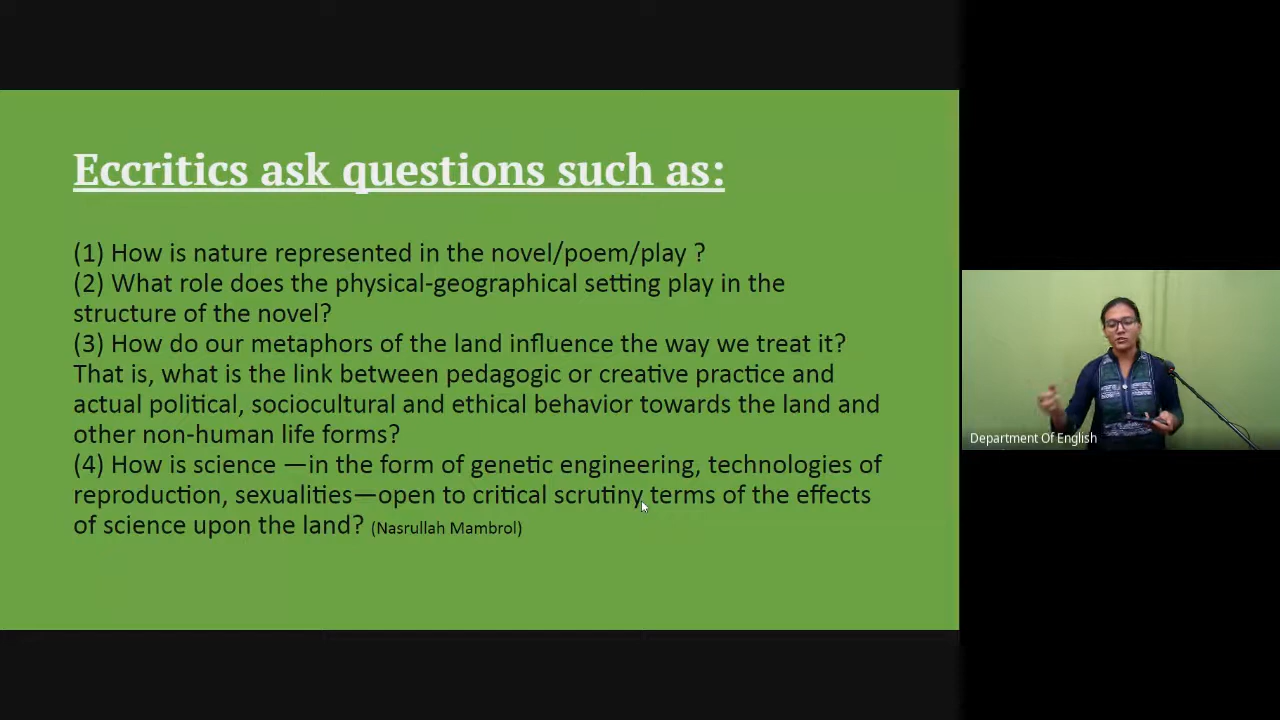 Eccritics ask questions such as:
(1) How is nature represented in the novel/poem/play ?
(2) What role does the physical-geographical setting play in the
structure of the novel?
(3) How do our metaphors of the land influence the way we treat it?
That is, what is the link between pedagogic or creative practice and
actual political, sociocultural and ethical behavior towards the land and
other non-human life forms?
(4) How is science —in the form of genetic engineering, technologies of
reproduction, sexualities—open to critical scrutiny terms of the effects
of science upon the land? (Nasrullah Mambrol)
Department Of English